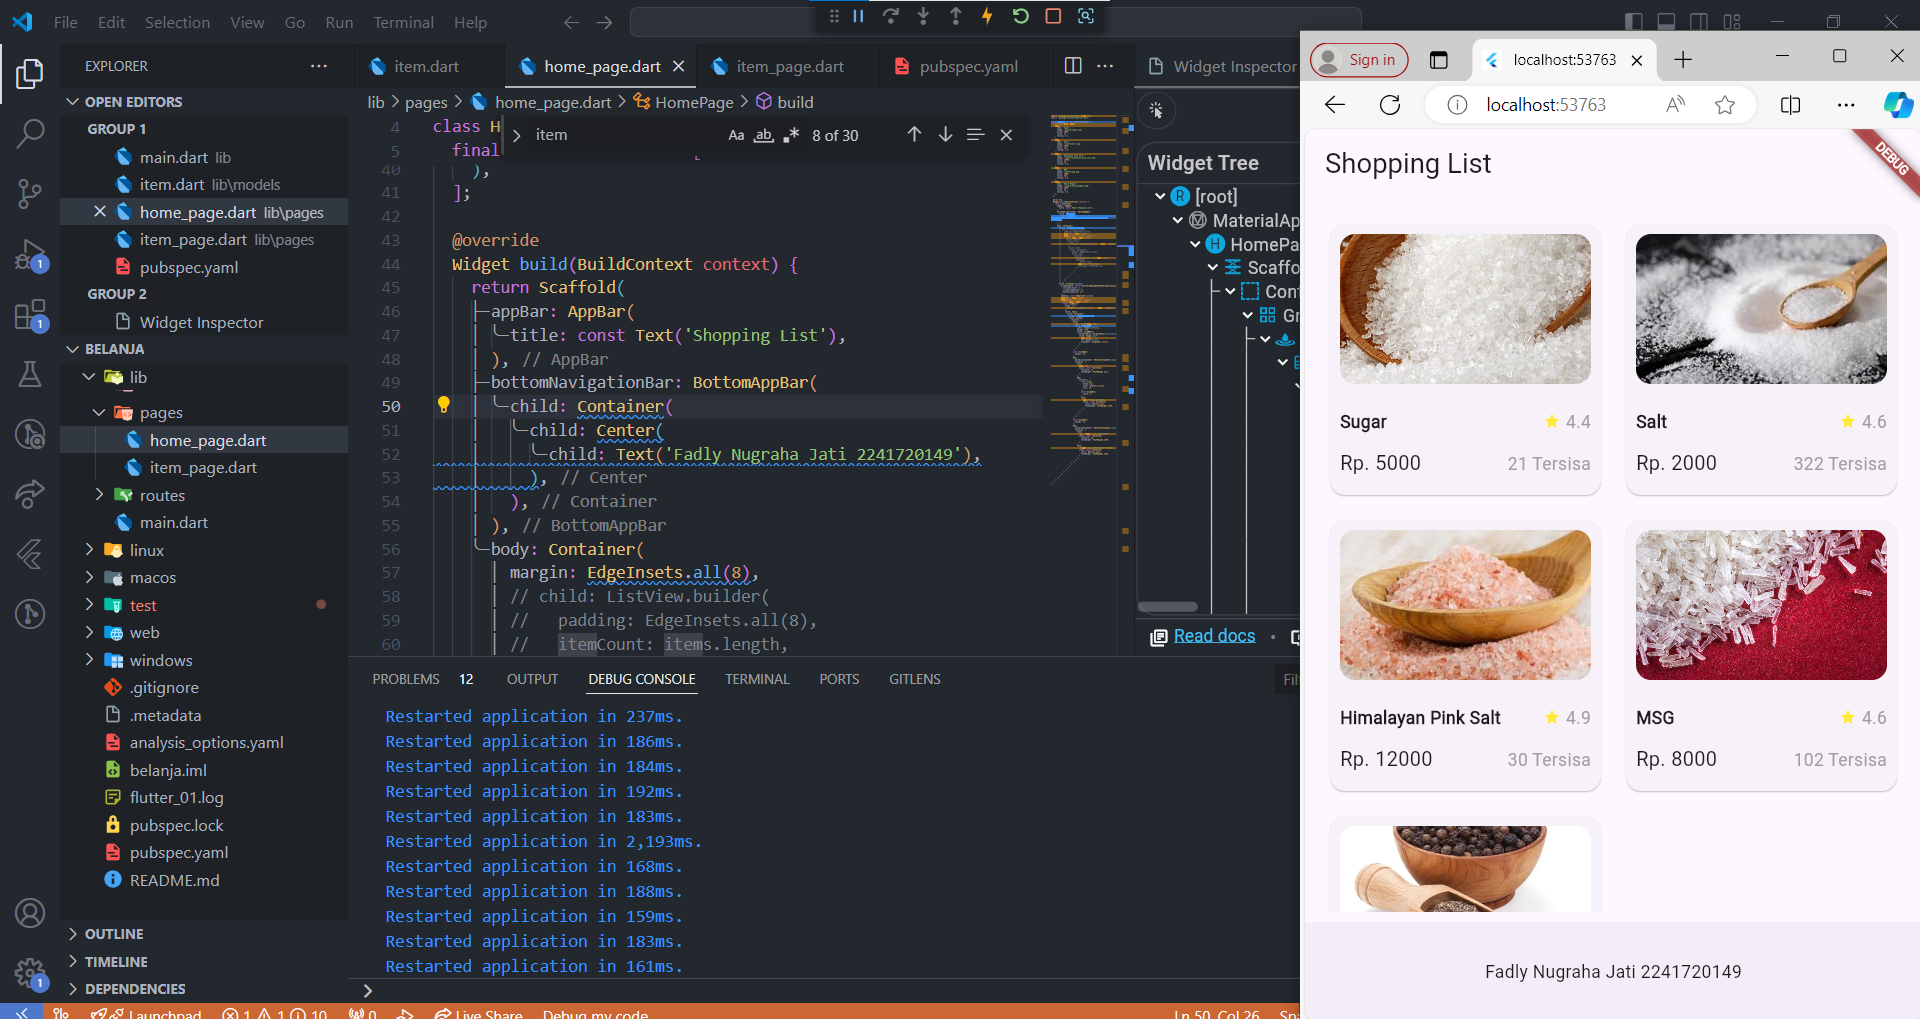 File Edit Selection View Go Run Terminal Help
EXPLORER
OPEN EDITORS
GROUP 1
main.dart lib
item.dart lib\models
home_page.dart lib\pages
item_page.dart lib\pages
pubspec.yaml
GROUP 2
Widget Inspector
BELANJA
lib
pages
home_page.dart
item_page.dart
routes
main.dart
linux
macos
test
web
windows
.gitignore
.metadata
analysis_options.yaml
belanja.iml
flutter_01.log
pubspec.lock
pubspec.yaml
README.md
OUTLINE
TIMELINE
DEPENDENCIES
1
1
1
item.dart home_page.dart item_page.dart pubspec.yaml Widget Inspector
lib > pages > home_page.dart > HomePage > build
item Aa ab 8 of 30
4 class H
5 final
40 ),
41 ];
42
43 @override
44 Widget build(BuildContext context) {
45 return Scaffold(
46 appBar: AppBar(
47 title: const Text('Shopping List'),
48 ), // AppBar
49 bottomNavigationBar: BottomAppBar(
50 child: Container(
51 child: Center(
52 child: Text('Fadly Nugraha Jati 2241720149'),
53 ), // Center
54 ), // Container
55 ), // BottomAppBar
56 body: Container(
57 margin: EdgeInsets.all(8),
58 // child: ListView.builder(
59 // padding: EdgeInsets.all(8),
60 // itemCount: items.length,
Widget Tree
R [root]
M MaterialAp
H HomePa
Scaffo
Con
Gr
Read docs
PROBLEMS 12 OUTPUT DEBUG CONSOLE TERMINAL PORTS GITLENS
Restarted application in 237ms.
Restarted application in 186ms.
Restarted application in 184ms.
Restarted application in 192ms.
Restarted application in 183ms.
Restarted application in 2,193ms.
Restarted application in 168ms.
Restarted application in 188ms.
Restarted application in 159ms.
Restarted application in 183ms.
Restarted application in 161ms.
Launchpad 1 1 10 0 Live Share Debug my code Ln 50, Col 26
Sign in localhost:53763
localhost:53763
DEBUG
Shopping List
Sugar 4.4
Rp. 5000 21 Tersisa
Salt 4.6
Rp. 2000 322 Tersisa
Himalayan Pink Salt 4.9
Rp. 12000 30 Tersisa
MSG 4.6
Rp. 8000 102 Tersisa
Fadly Nugraha Jati 2241720149